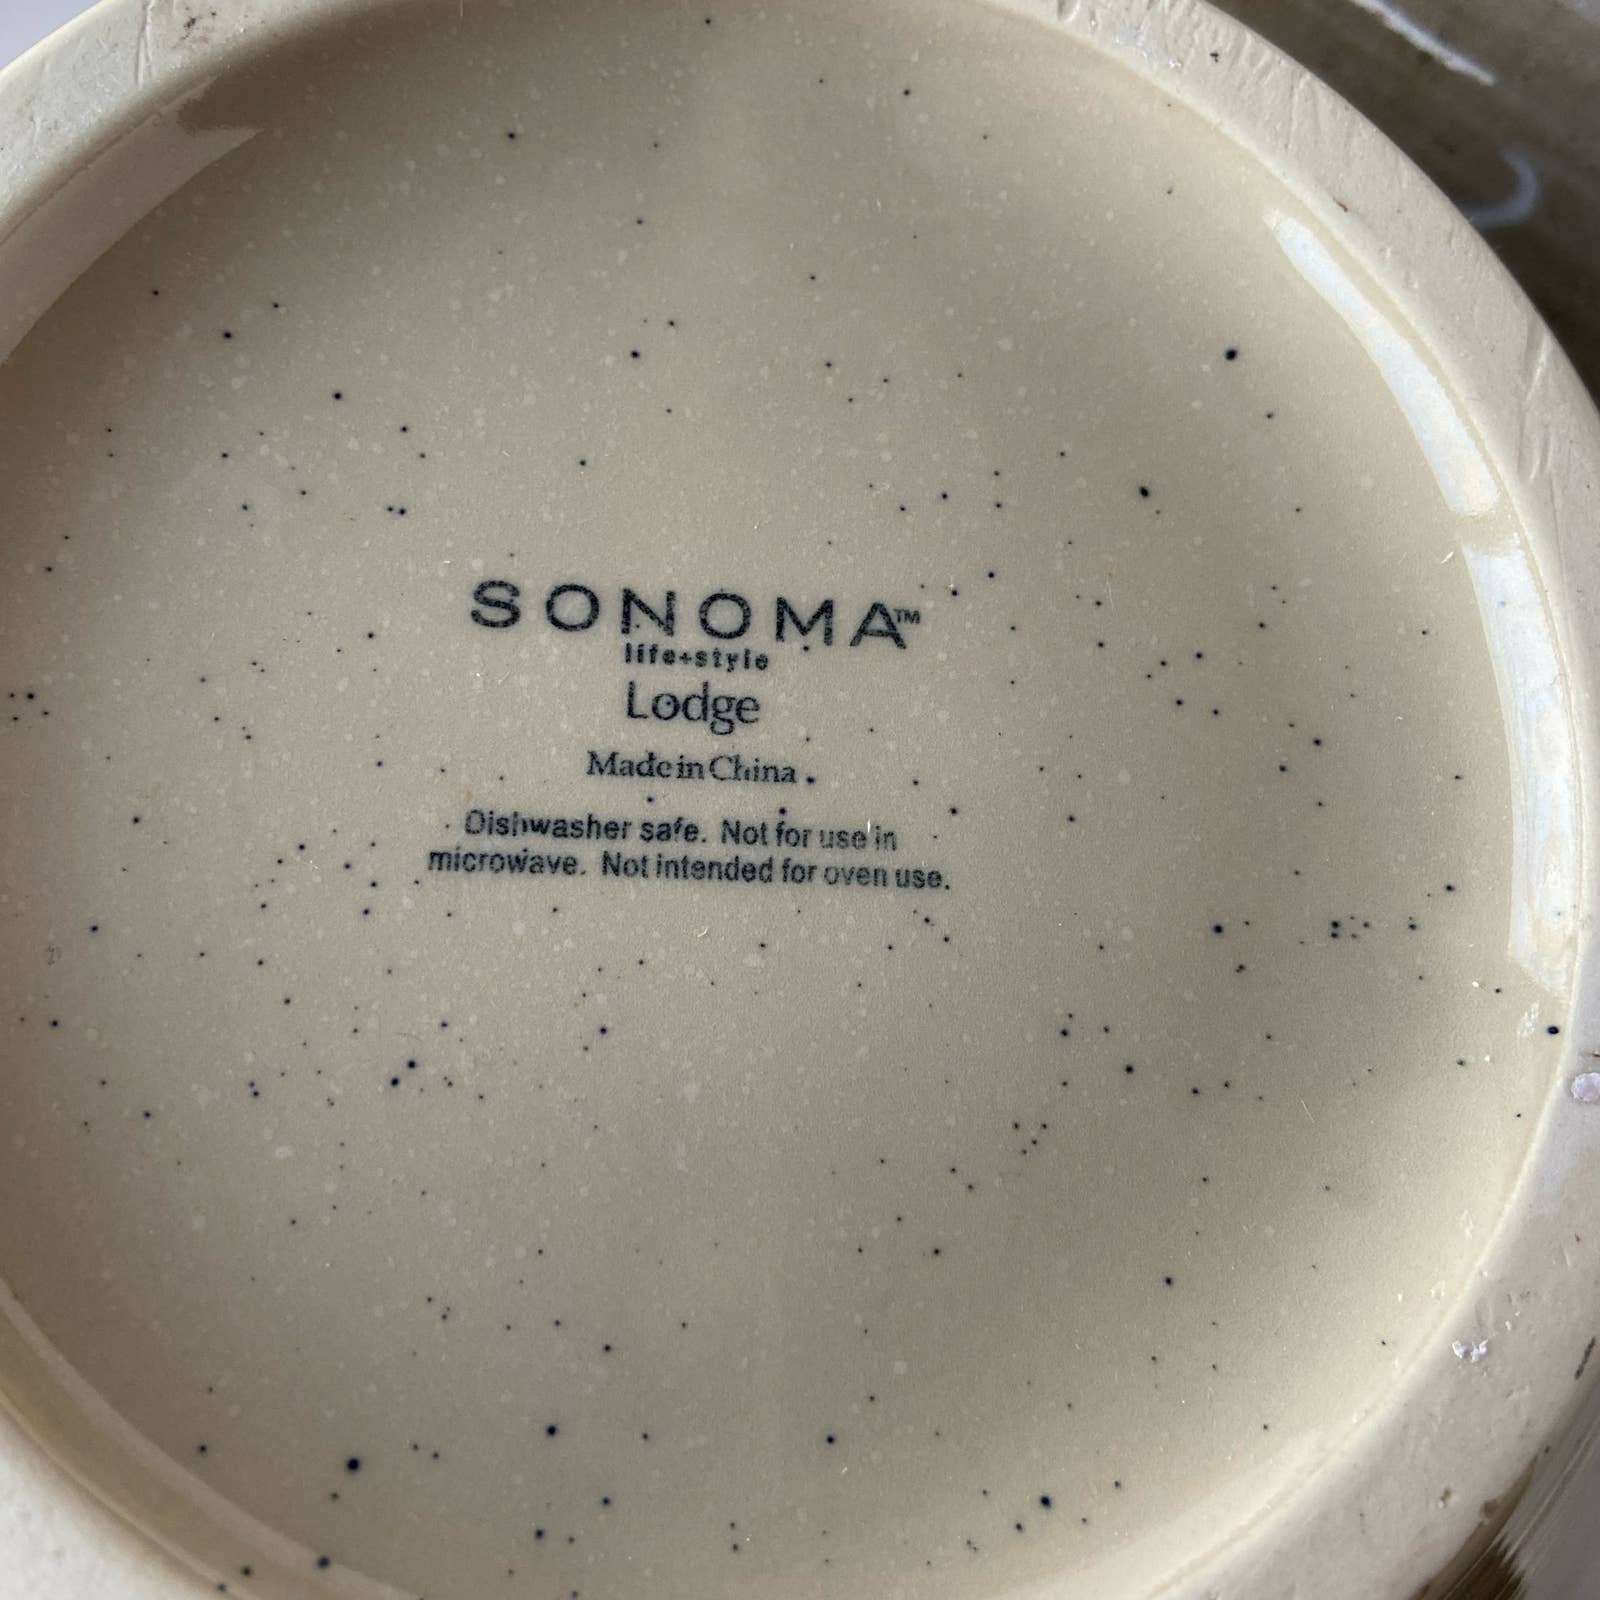 SONOMA™
life+style
Lodge
Made in China
Dishwasher safe. Not for use in
microwave. Not intended for oven use.